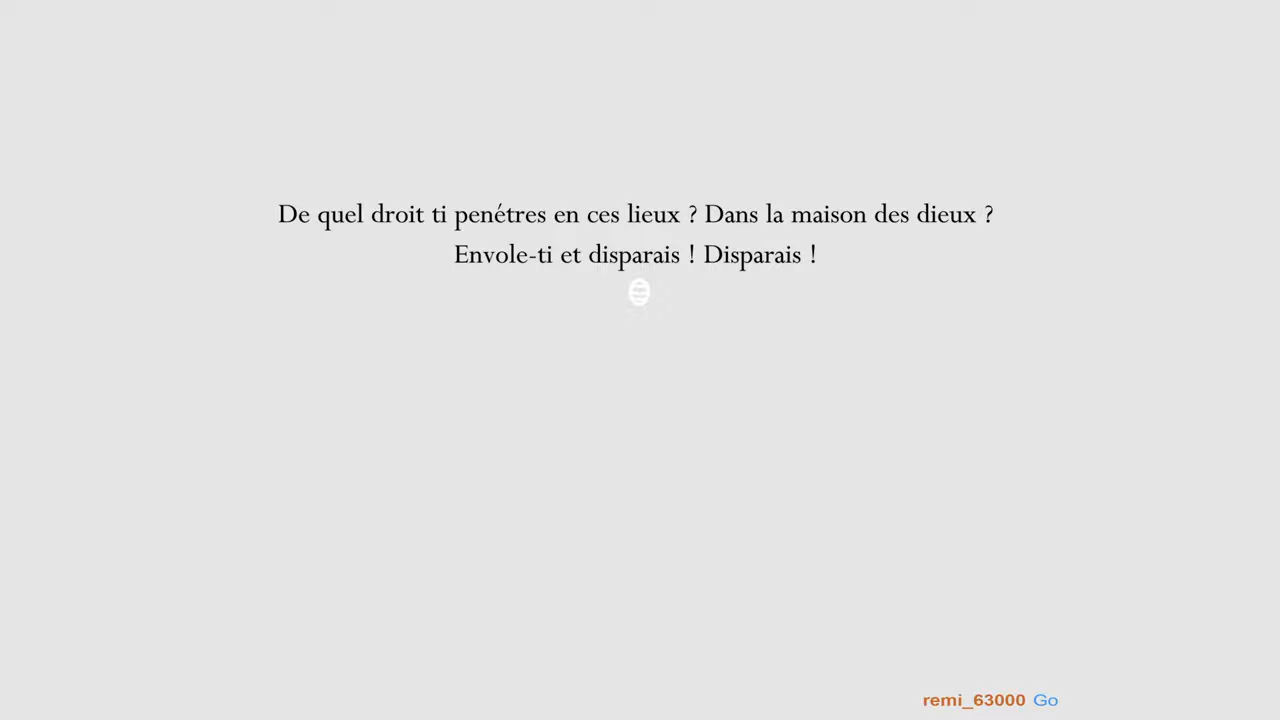 De quel droit ti penétres en ces lieux ? Dans la maison des dieux ?
Envole-ti et disparais ! Disparais !
remi_63000 Go